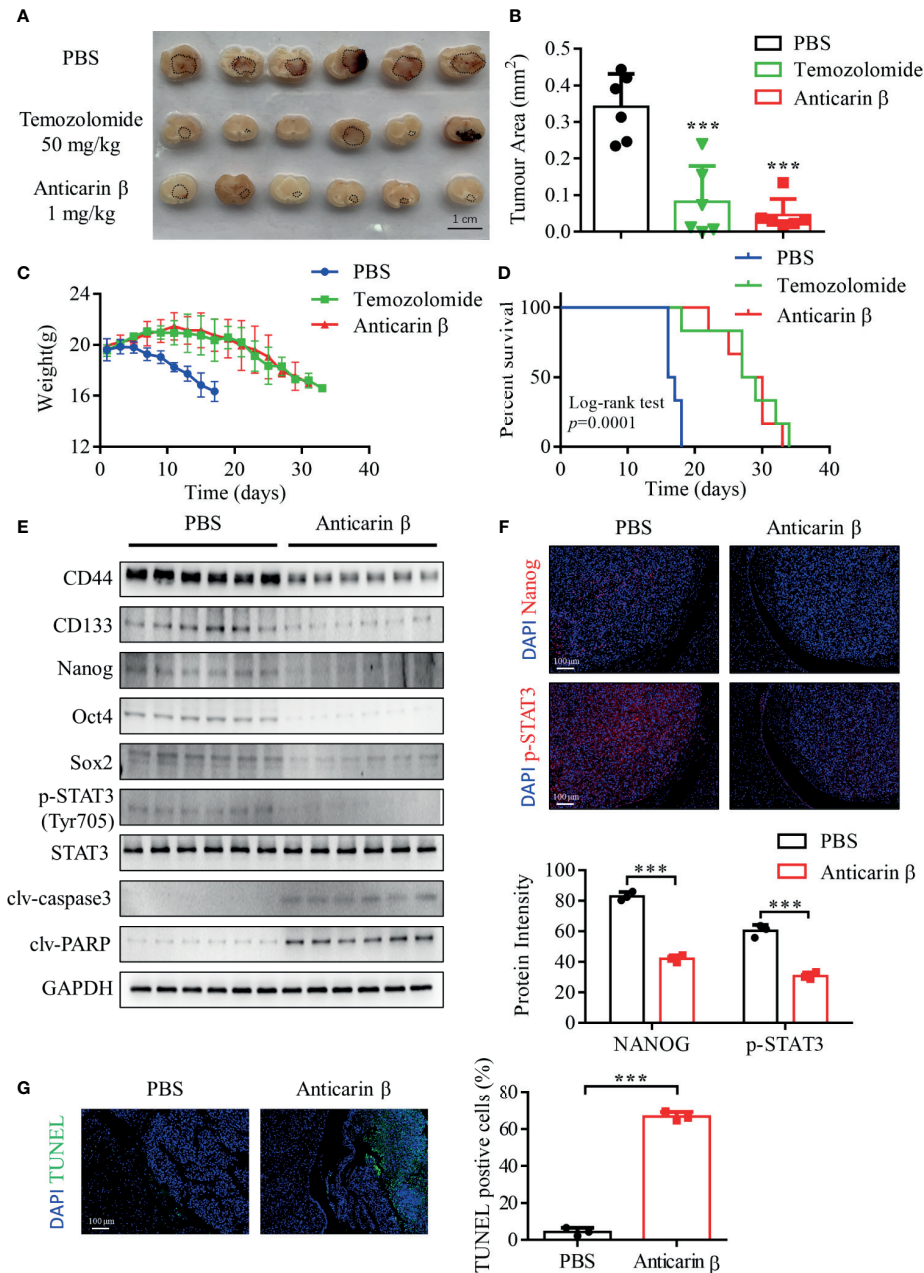 A
PBS
Temozolomide
50 mg/kg
Anticarin β
1 mg/kg
1 cm
B
PBS
Temozolomide
Anticarin β
Tumour Area (mm²)
0.5
0.4
0.3
0.2
0.1
0.0
***
***
C
PBS
Temozolomide
Anticarin β
Weight(g)
24
20
16
12
0
10
20
30
40
Time (days)
D
PBS
Temozolomide
Anticarin β
Percent survival
100
50
0
Log-rank test
p=0.0001
0
10
20
30
40
Time (days)
E
PBS
Anticarin β
CD44
CD133
Nanog
Oct4
Sox2
p-STAT3
(Tyr705)
STAT3
clv-caspase3
clv-PARP
GAPDH
F
PBS
Anticarin β
DAPI Nanog
100 μm
DAPI p-STAT3
100 μm
PBS
Anticarin β
Protein Intensity
100
80
60
40
20
0
***
***
NANOG
p-STAT3
G
PBS
Anticarin β
DAPI TUNEL
100 μm
TUNEL postive cells (%)
80
60
40
20
0
***
PBS
Anticarin β